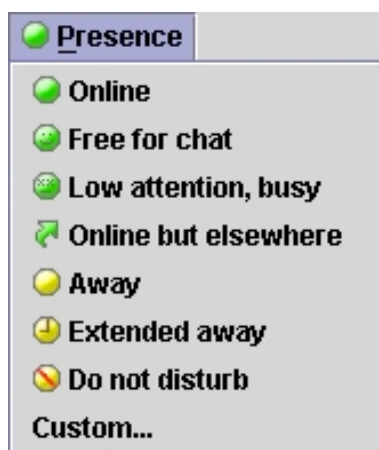 Presence
Online
Free for chat
Low attention, busy
Online but elsewhere
Away
Extended away
Do not disturb
Custom...